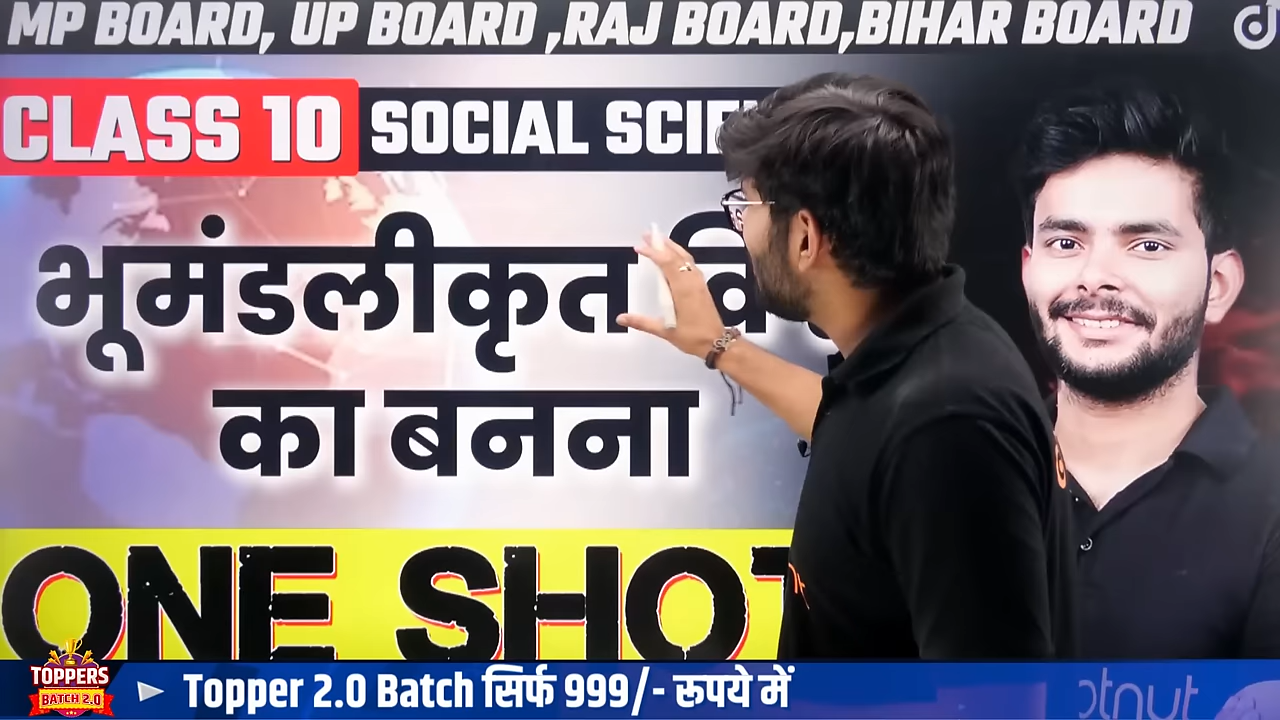 MP BOARD, UP BOARD ,RAJ BOARD,BIHAR BOARD
CLASS 10 SOCIAL
भूमंडलीकृत
का बनना
ONE SHOT
TOPPERS
BATCH 2.0
Topper 2.0 Batch सिर्फ 999/- रूपये में